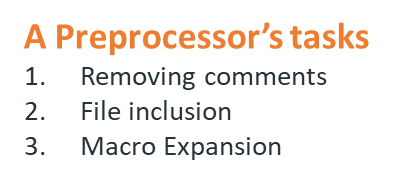 A Preprocessor’s tasks
1. Removing comments
2. File inclusion
3. Macro Expansion